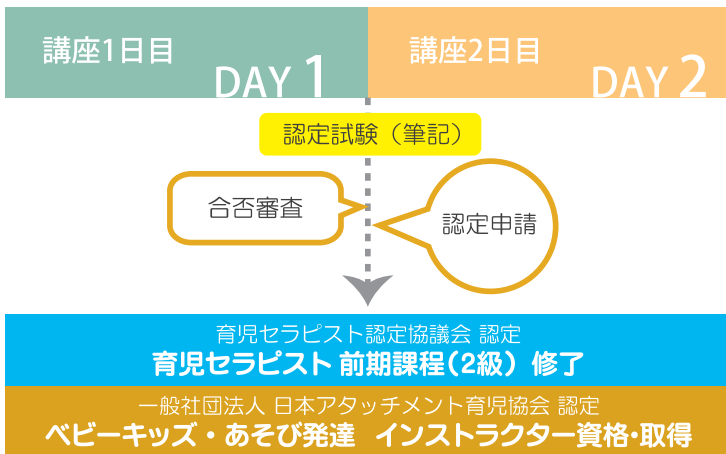 講座1日目
DAY 1
講座2日目
DAY 2
認定試験（筆記）
合否審査
認定申請
育児セラピスト認定協議会 認定
育児セラピスト 前期課程（2級）修了
一般社団法人 日本アタッチメント育児協会 認定
ベビーキッズ・あそび発達 インストラクター資格・取得